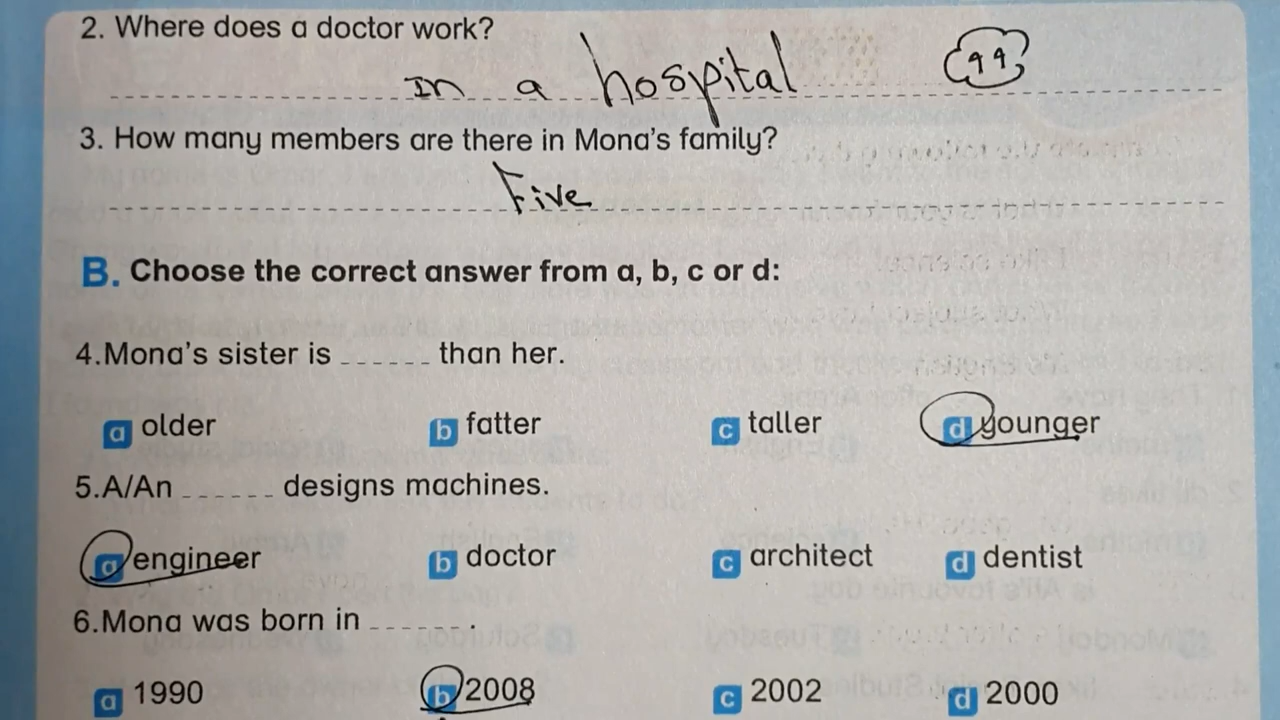 2. Where does a doctor work?
In a hospital
99
3. How many members are there in Mona's family?
Five
B. Choose the correct answer from a, b, c or d:
4.Mona's sister is ______ than her.
a older b fatter c taller d younger
5.A/An ______ designs machines.
a engineer b doctor c architect d dentist
6.Mona was born in ______.
a 1990 b 2008 c 2002 d 2000